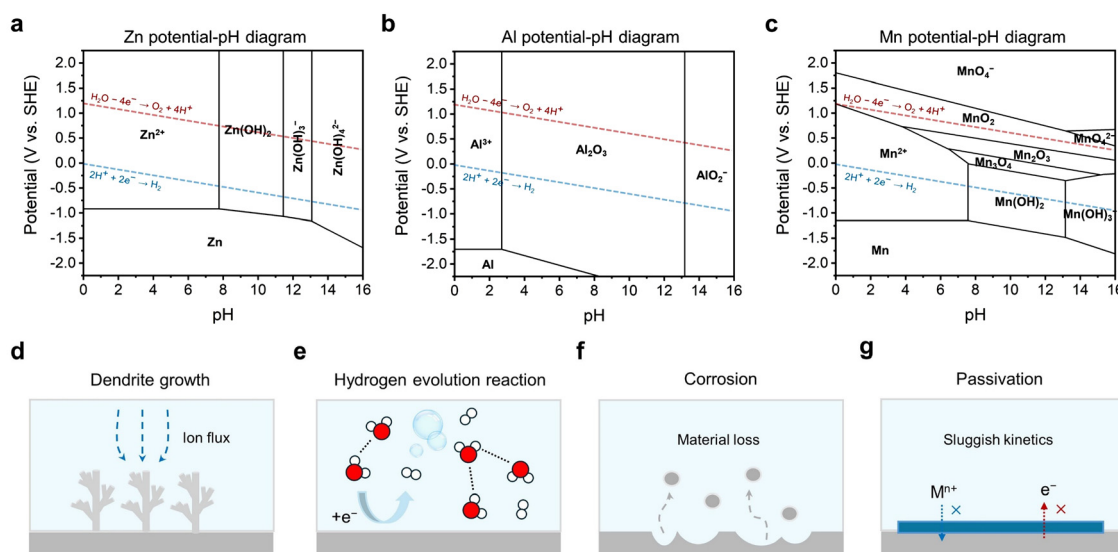 a
Zn potential-pH diagram
Potential (V vs. SHE)
2.0
1.5
1.0
0.5
0.0
-0.5
-1.0
-1.5
-2.0
H₂O − 4e⁻ → O₂ + 4H⁺
Zn²⁺
Zn(OH)₂
Zn(OH)₃⁻
Zn(OH)₄²⁻
2H⁺ + 2e⁻ → H₂
Zn
0 2 4 6 8 10 12 14 16
pH
b
Al potential-pH diagram
Potential (V vs. SHE)
2.0
1.5
1.0
0.5
0.0
-0.5
-1.0
-1.5
-2.0
H₂O − 4e⁻ → O₂ + 4H⁺
Al³⁺
Al₂O₃
AlO₂⁻
2H⁺ + 2e⁻ → H₂
Al
0 2 4 6 8 10 12 14 16
pH
c
Mn potential-pH diagram
Potential (V vs. SHE)
2.0
1.5
1.0
0.5
0.0
-0.5
-1.0
-1.5
-2.0
MnO₄⁻
H₂O − 4e⁻ → O₂ + 4H⁺
MnO₂
MnO₄²⁻
Mn²⁺
Mn₂O₃
Mn₃O₄
2H⁺ + 2e⁻ → H₂
Mn(OH)₂
Mn(OH)₃⁻
Mn
0 2 4 6 8 10 12 14 16
pH
d
Dendrite growth
Ion flux
e
Hydrogen evolution reaction
+e⁻
f
Corrosion
Material loss
g
Passivation
Sluggish kinetics
Mⁿ⁺
e⁻